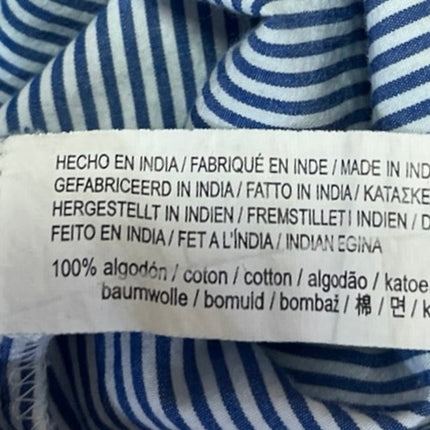 HECHO EN INDIA / FABRIQUÉ EN INDE / MADE IN IND
GEFABRICEERD IN INDIA / FATTO IN INDIA / ΚΑΤΑΣΚΕ
HERGESTELLT IN INDIEN / FREMSTILLET I INDIEN / D
FEITO EN INDIA / FET A L'ÍNDIA / INDIAN EGINA
100% algodón / coton / cotton / algodão / katoe
baumwolle / bomuld / bombaž / 棉 / 면 / k